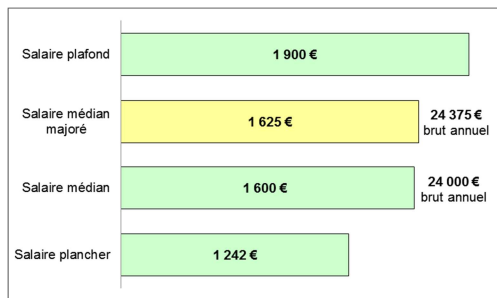 Salaire plafond
1 900 €
Salaire médian
majoré
1 625 €
24 375 €
brut annuel
Salaire médian
1 600 €
24 000 €
brut annuel
Salaire plancher
1 242 €